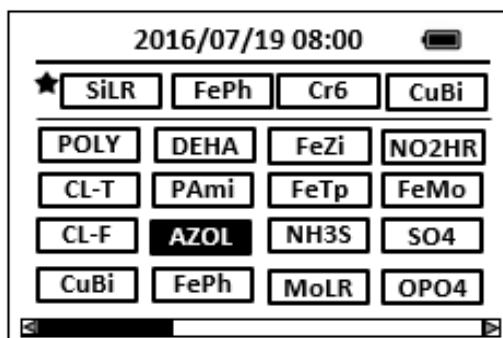 2016/07/19 08:00
SiLR FePh Cr6 CuBi
POLY DEHA FeZi NO2HR
CL-T PAmi FeTp FeMo
CL-F AZOL NH3S SO4
CuBi FePh MoLR OPO4